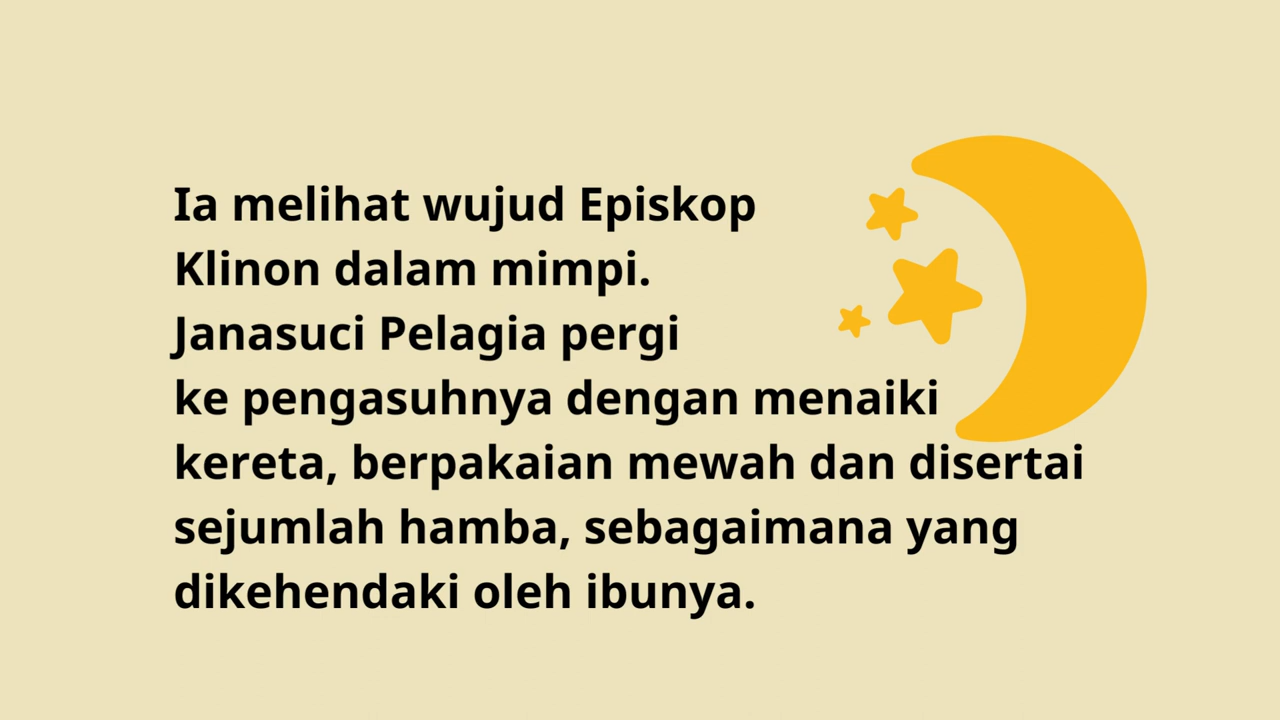 Ia melihat wujud Episkop
Klinon dalam mimpi.
Janasuci Pelagia pergi
ke pengasuhnya dengan menaiki
kereta, berpakaian mewah dan disertai
sejumlah hamba, sebagaimana yang
dikehendaki oleh ibunya.